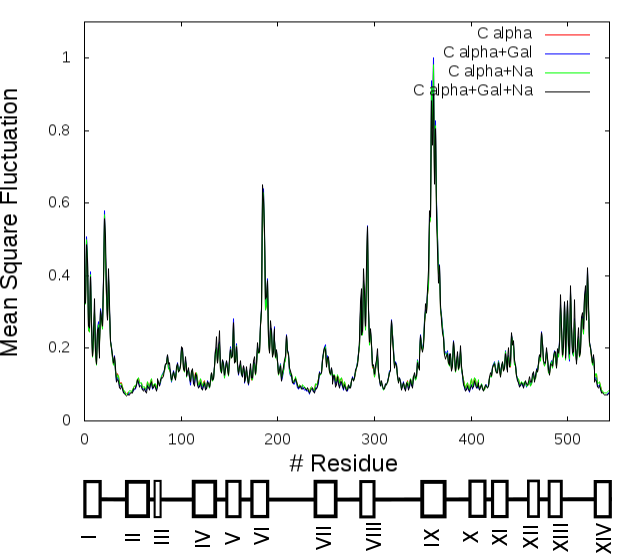 Mean Square Fluctuation
1
0.8
0.6
0.4
0.2
0
C alpha
C alpha+Gal
C alpha+Na
C alpha+Gal+Na
0 100 200 300 400 500
# Residue
I II III IV V VI VII VIII IX X XI XII XIII XIV